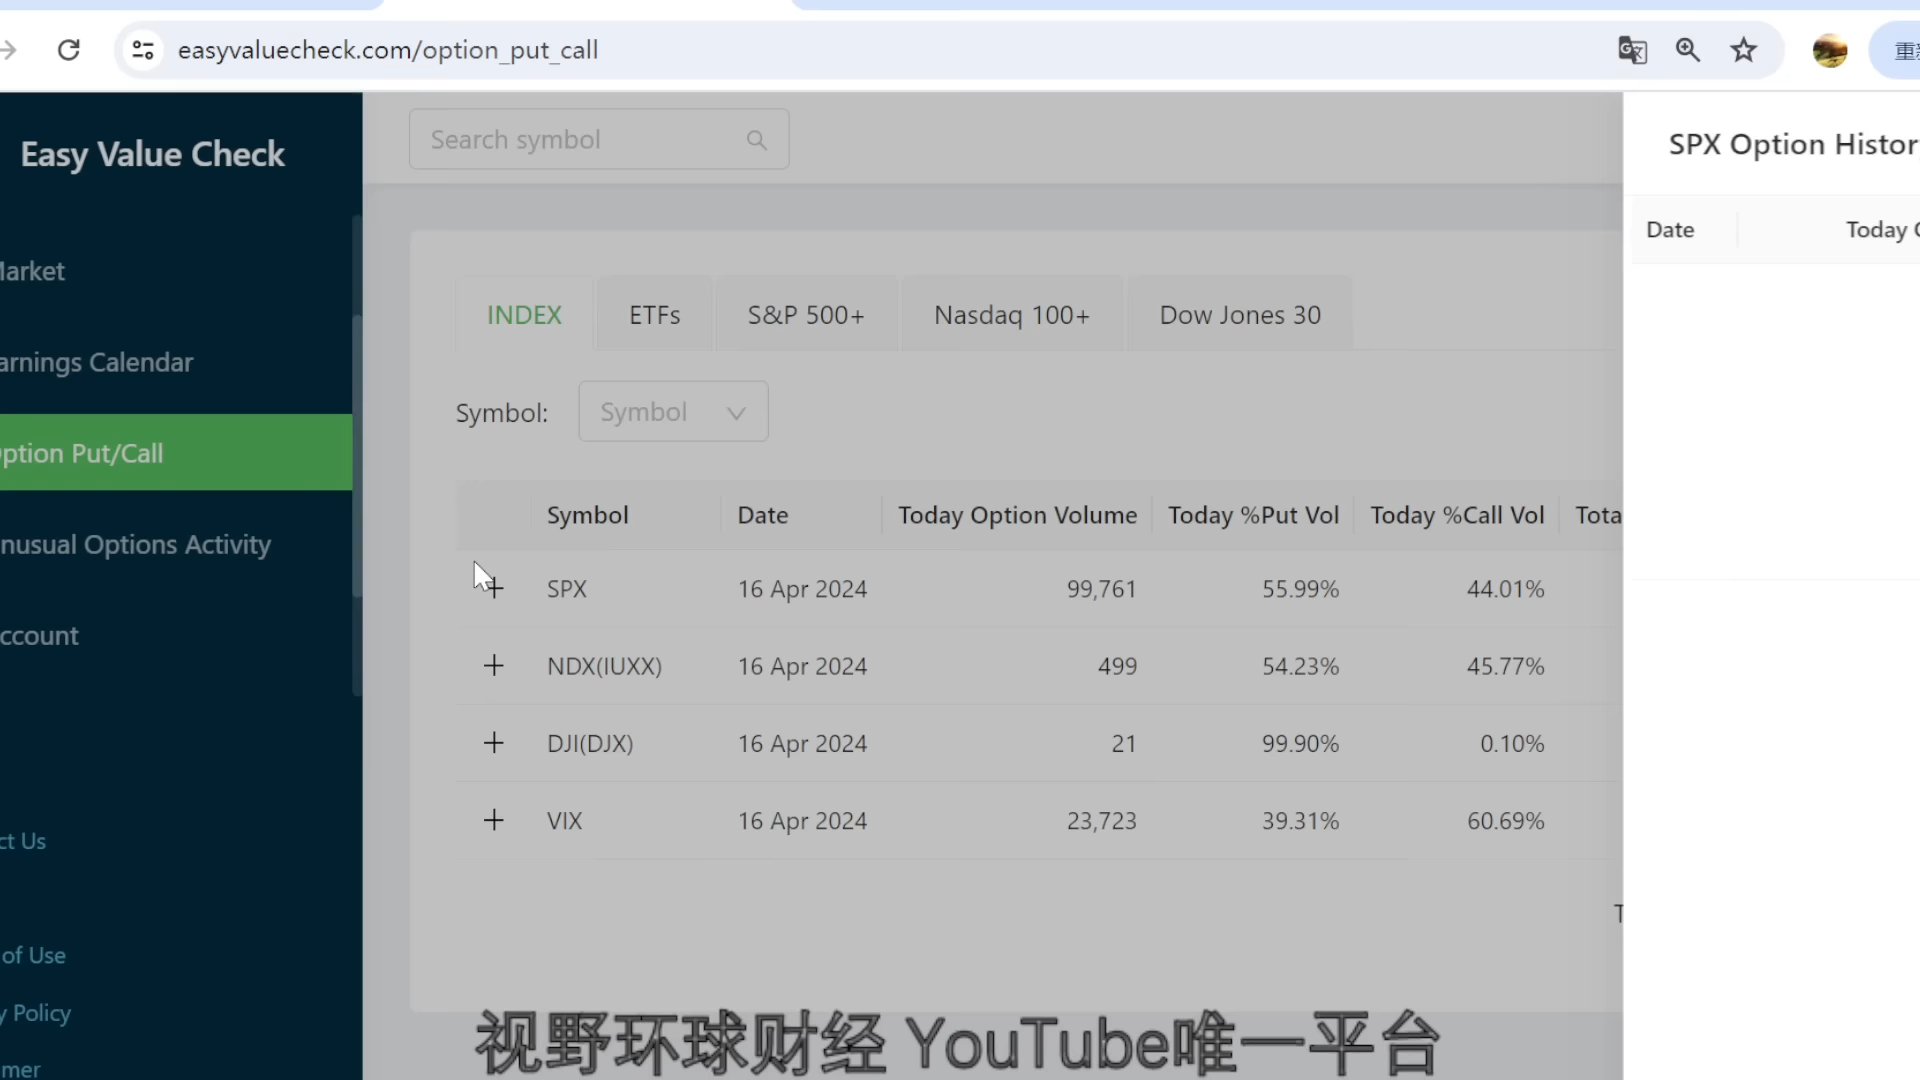 easyvaluecheck.com/option_put_call
重新
Easy Value Check
Search symbol
SPX Option Histor
Date Today
Market
INDEX ETFs S&P 500+ Nasdaq 100+ Dow Jones 30
arnings Calendar
Symbol: Symbol
ption Put/Call
Symbol Date Today Option Volume Today %Put Vol Today %Call Vol Tota
nusual Options Activity
+ SPX 16 Apr 2024 99,761 55.99% 44.01%
ccount
+ NDX(IUXX) 16 Apr 2024 499 54.23% 45.77%
+ DJI(DJX) 16 Apr 2024 21 99.90% 0.10%
+ VIX 16 Apr 2024 23,723 39.31% 60.69%
ct Us
T
of Use
y Policy
mer
视野环球财经 YouTube唯一平台